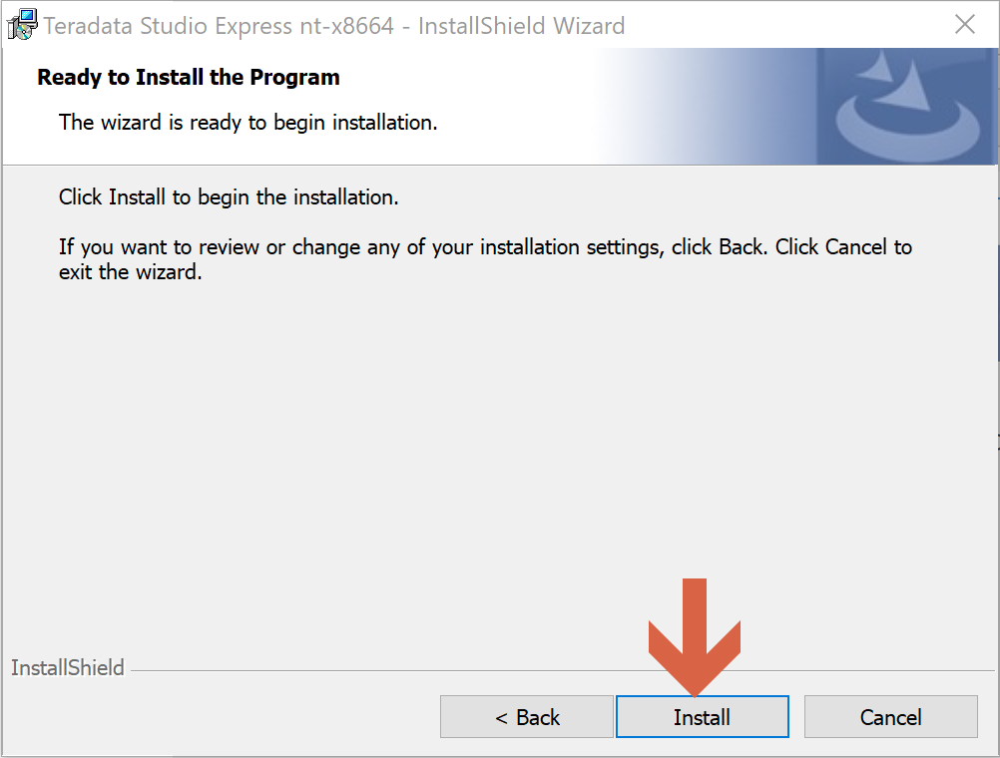 Teradata Studio Express nt-x8664 - InstallShield Wizard
Ready to Install the Program
The wizard is ready to begin installation.
Click Install to begin the installation.
If you want to review or change any of your installation settings, click Back. Click Cancel to
exit the wizard.
InstallShield
< Back
Install
Cancel